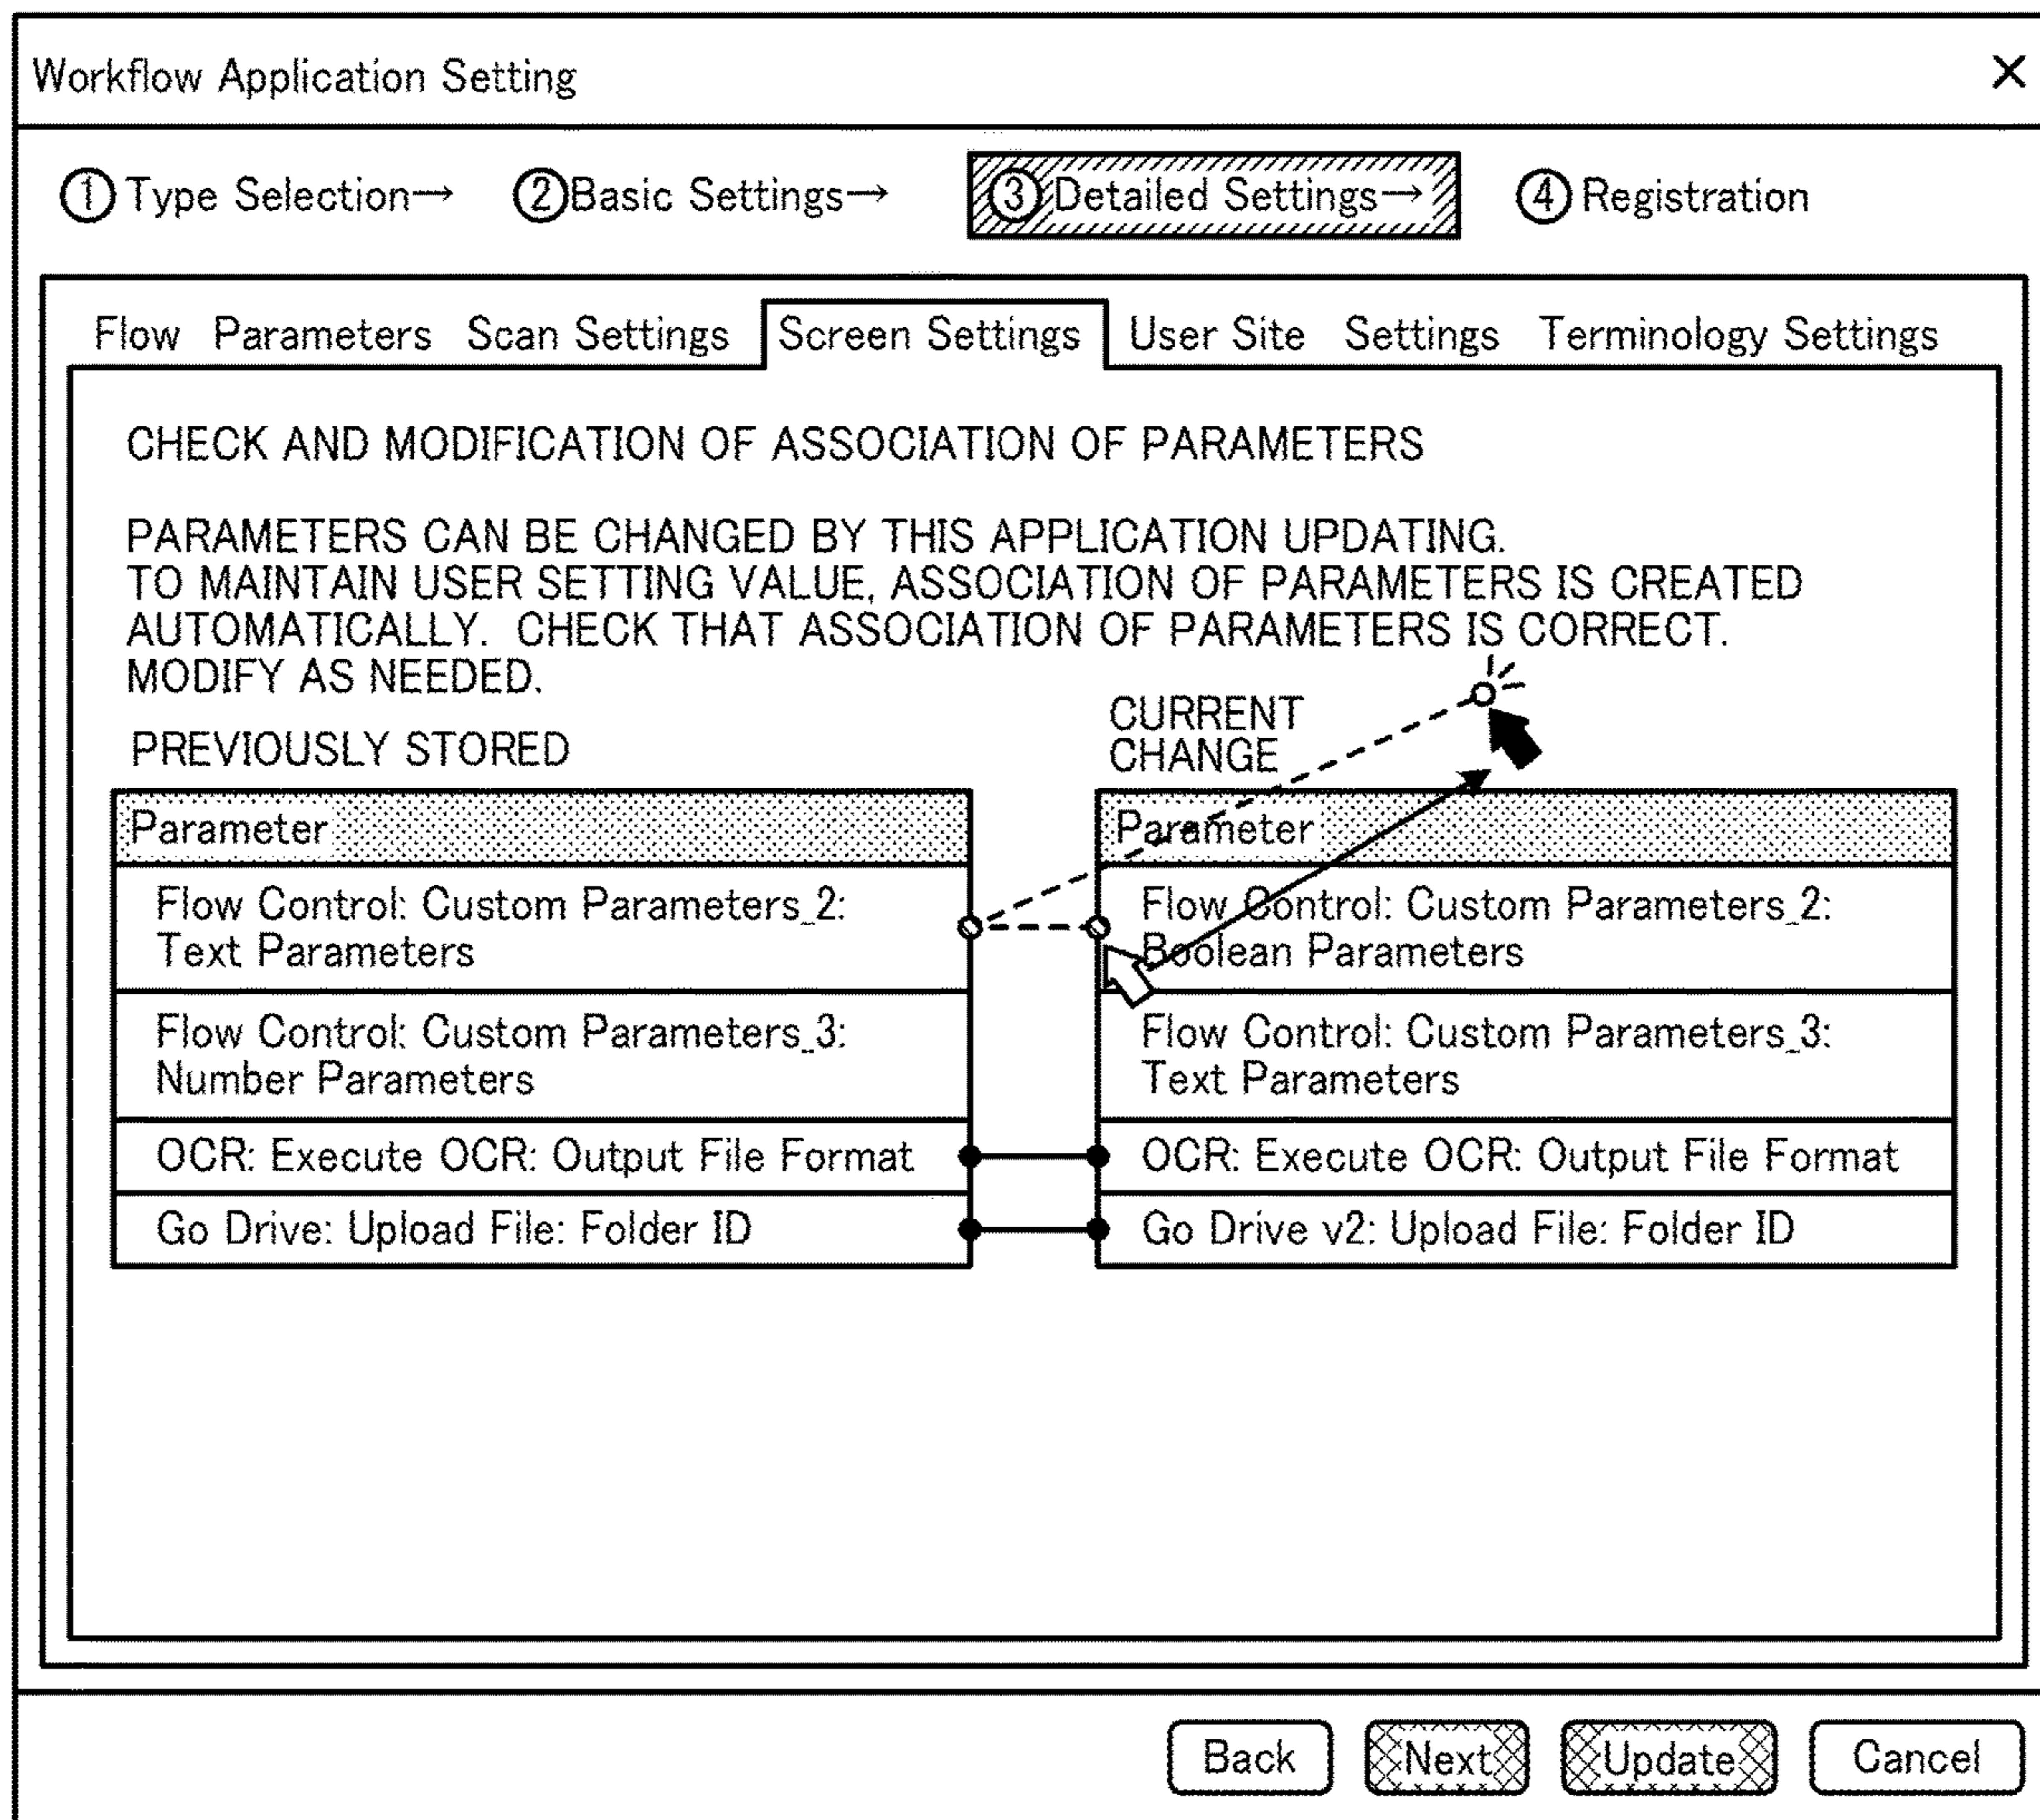 Workflow Application Setting ×
① Type Selection→ ② Basic Settings→ ③ Detailed Settings→ ④ Registration
Flow Parameters Scan Settings Screen Settings User Site Settings Terminology Settings
CHECK AND MODIFICATION OF ASSOCIATION OF PARAMETERS
PARAMETERS CAN BE CHANGED BY THIS APPLICATION UPDATING.
TO MAINTAIN USER SETTING VALUE, ASSOCIATION OF PARAMETERS IS CREATED
AUTOMATICALLY. CHECK THAT ASSOCIATION OF PARAMETERS IS CORRECT.
MODIFY AS NEEDED.
PREVIOUSLY STORED
Parameter
Flow Control: Custom Parameters_2:
Text Parameters
Flow Control: Custom Parameters_3:
Number Parameters
OCR: Execute OCR: Output File Format
Go Drive: Upload File: Folder ID
CURRENT
CHANGE
Parameter
Flow Control: Custom Parameters_2:
Boolean Parameters
Flow Control: Custom Parameters_3:
Text Parameters
OCR: Execute OCR: Output File Format
Go Drive v2: Upload File: Folder ID
Back Next Update Cancel